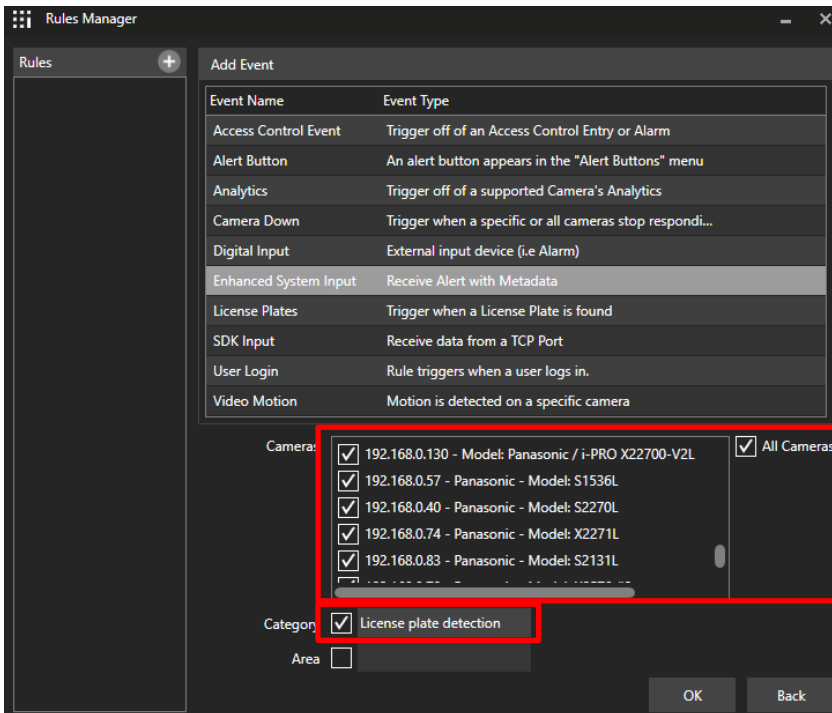 Rules Manager
Rules
Add Event
Event Name Event Type
Access Control Event Trigger off of an Access Control Entry or Alarm
Alert Button An alert button appears in the "Alert Buttons" menu
Analytics Trigger off of a supported Camera's Analytics
Camera Down Trigger when a specific or all cameras stop respondi...
Digital Input External input device (i.e Alarm)
Enhanced System Input Receive Alert with Metadata
License Plates Trigger when a License Plate is found
SDK Input Receive data from a TCP Port
User Login Rule triggers when a user logs in.
Video Motion Motion is detected on a specific camera
Cameras 192.168.0.130 - Model: Panasonic / i-PRO X22700-V2L All Cameras
192.168.0.57 - Panasonic - Model: S1536L
192.168.0.40 - Panasonic - Model: S2270L
192.168.0.74 - Panasonic - Model: X2271L
192.168.0.83 - Panasonic - Model: S2131L
Category License plate detection
Area
OK Back